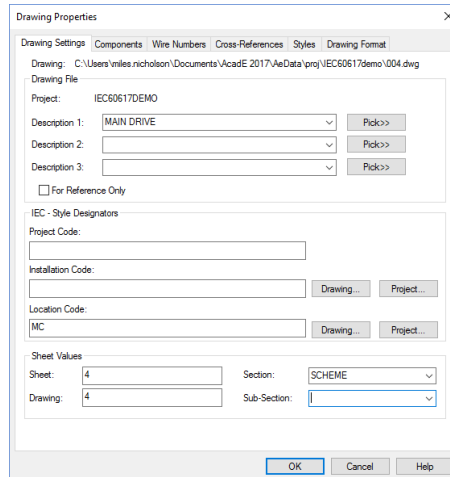 Drawing Properties
Drawing Settings Components Wire Numbers Cross-References Styles Drawing Format
Drawing: C:\Users\miles.nicholson\Documents\AcadE 2017\AeData\proj\IEC60617demo\004.dwg
Drawing File
Project: IEC60617DEMO
Description 1: MAIN DRIVE Pick>>
Description 2: Pick>>
Description 3: Pick>>
For Reference Only
IEC - Style Designators
Project Code:
Installation Code:
Drawing... Project...
Location Code:
MC Drawing... Project...
Sheet Values
Sheet: 4 Section: SCHEME
Drawing: 4 Sub-Section:
OK Cancel Help